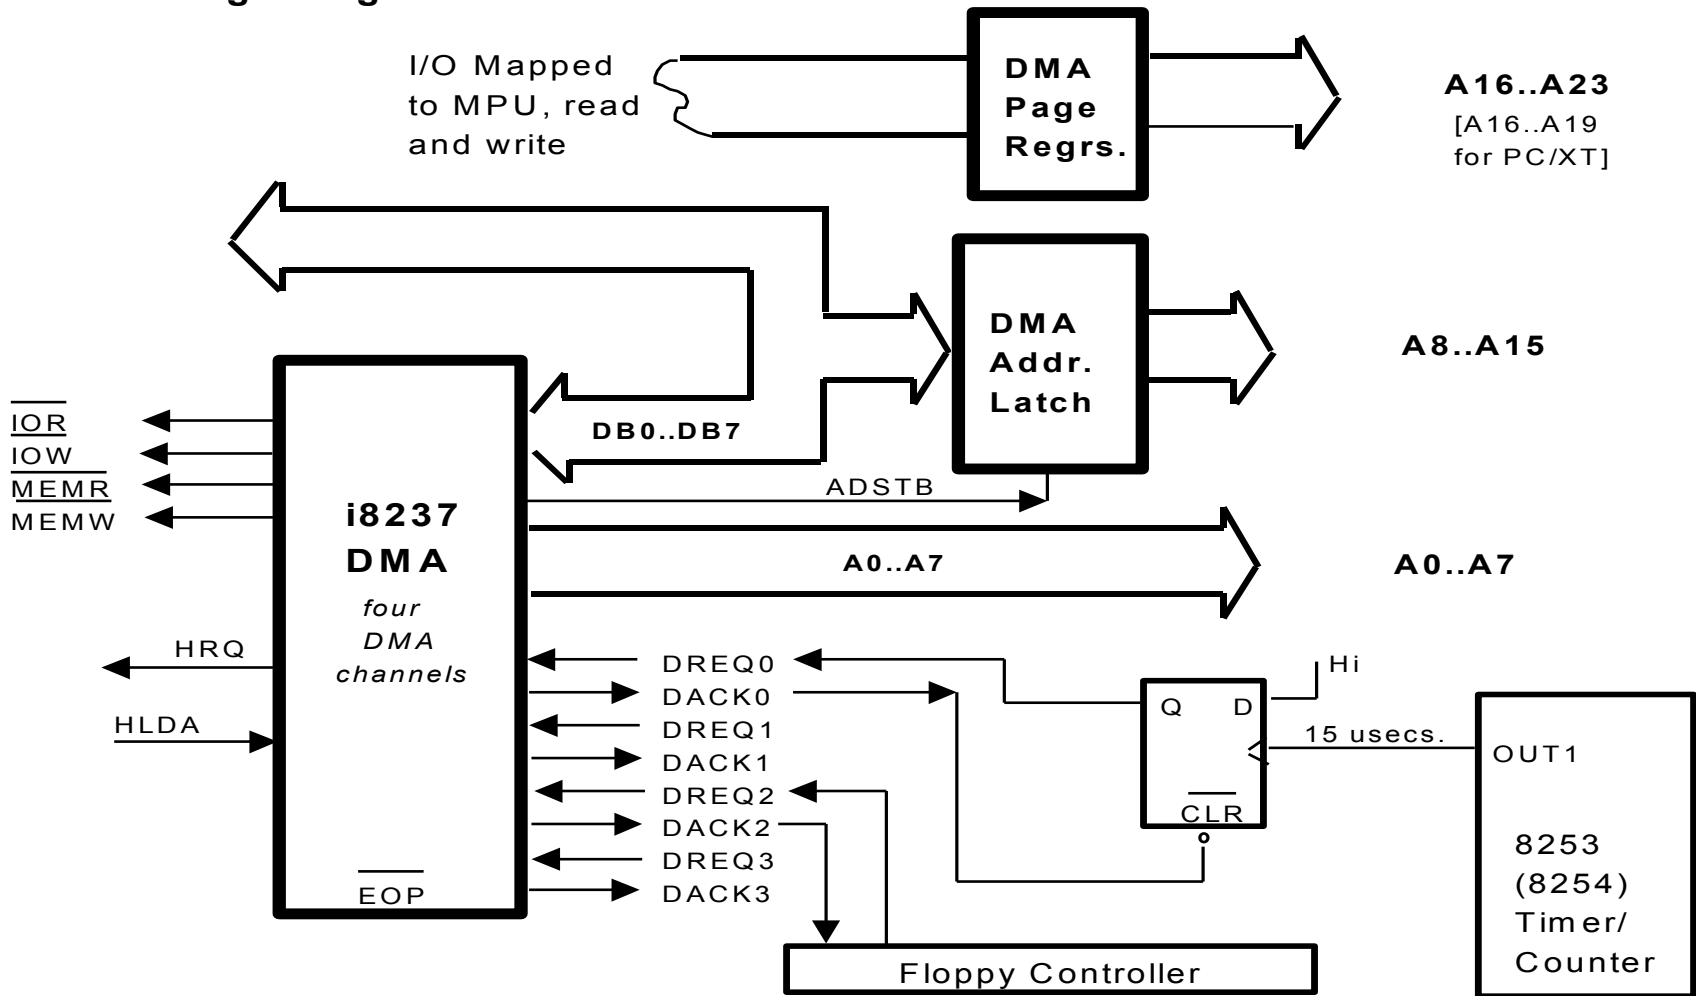 I/O Mapped
to MPU, read
and write
DMA
Page
Regrs.
A16..A23
[A16..A19
for PC/XT]
DMA
Addr.
Latch
A8..A15
DB0..DB7
IOR
IOW
MEMR
MEMW
ADSTB
i8237
DMA
four
DMA
channels
A0..A7
A0..A7
HRQ
HLDA
EOP
DREQ0
DACK0
DREQ1
DACK1
DREQ2
DACK2
DREQ3
DACK3
Hi
Q D
CLR
15 usecs.
OUT1
8253
(8254)
Timer/
Counter
Floppy Controller